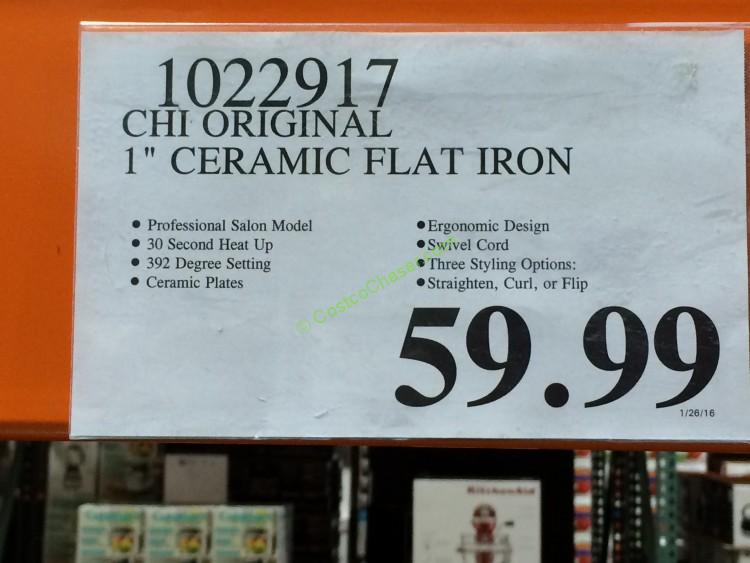 1022917
CHI ORIGINAL
1" CERAMIC FLAT IRON
• Professional Salon Model
• 30 Second Heat Up
• 392 Degree Setting
• Ceramic Plates
• Ergonomic Design
• Swivel Cord
• Three Styling Options:
• Straighten, Curl, or Flip
© CostcoChaser.com
59.99
1/26/16
KitchenAid